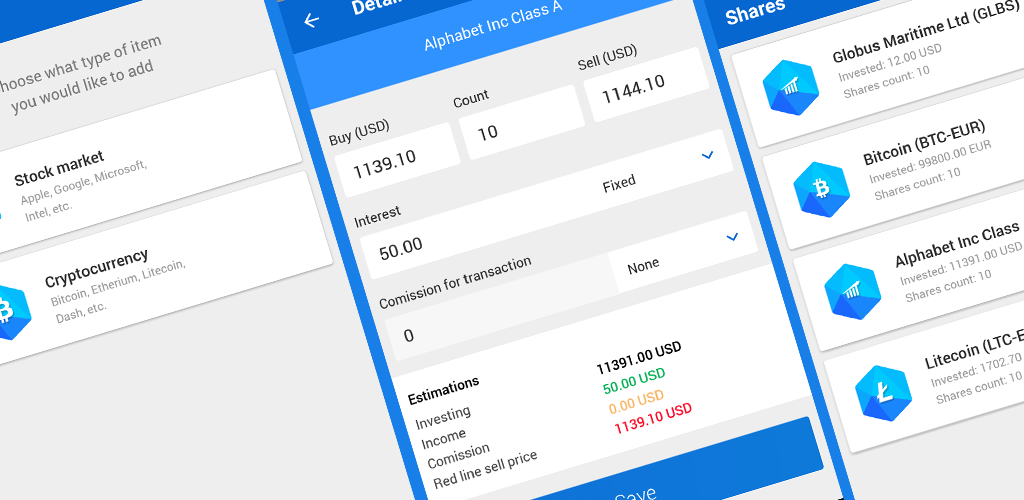 hoose what type of item
you would like to add
Stock market
Apple, Google, Microsoft,
Intel, etc.
Cryptocurrency
Bitcoin, Etherium, Litecoin,
Dash, etc.
Detai
Alphabet Inc Class A
Buy (USD)
Count
Sell (USD)
1139.10
10
1144.10
Interest
50.00
Fixed
Comission for transaction
0
None
Estimations
Investing
11391.00 USD
Income
50.00 USD
Comission
0.00 USD
Red line sell price
1139.10 USD
Save
Shares
Globus Maritime Ltd (GLBS)
Invested: 12.00 USD
Shares count: 10
Bitcoin (BTC-EUR)
Invested: 99800.00 EUR
Shares count: 10
Alphabet Inc Class
Invested: 11391.00 USD
Shares count: 10
Litecoin (LTC-E
Invested: 1702.70
Shares count: 10